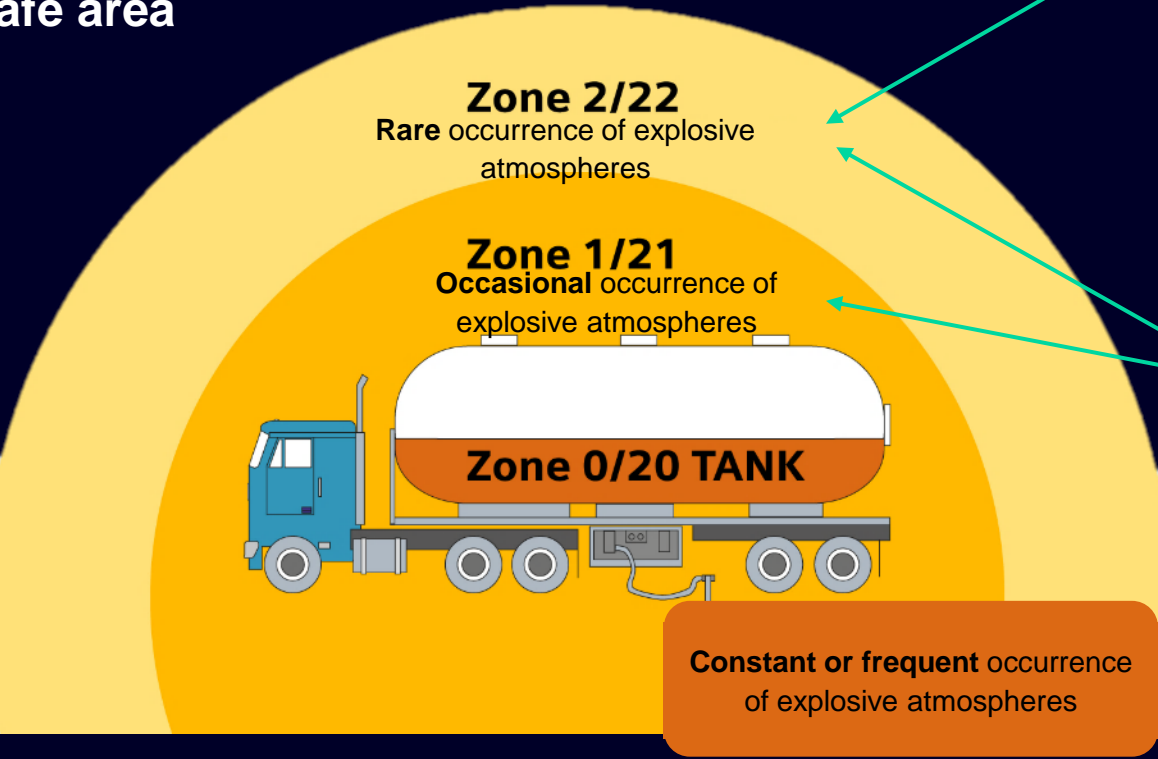 afe area
Zone 2/22
Rare occurrence of explosive
atmospheres
Zone 1/21
Occasional occurrence of
explosive atmospheres
Zone 0/20 TANK
Constant or frequent occurrence
of explosive atmospheres